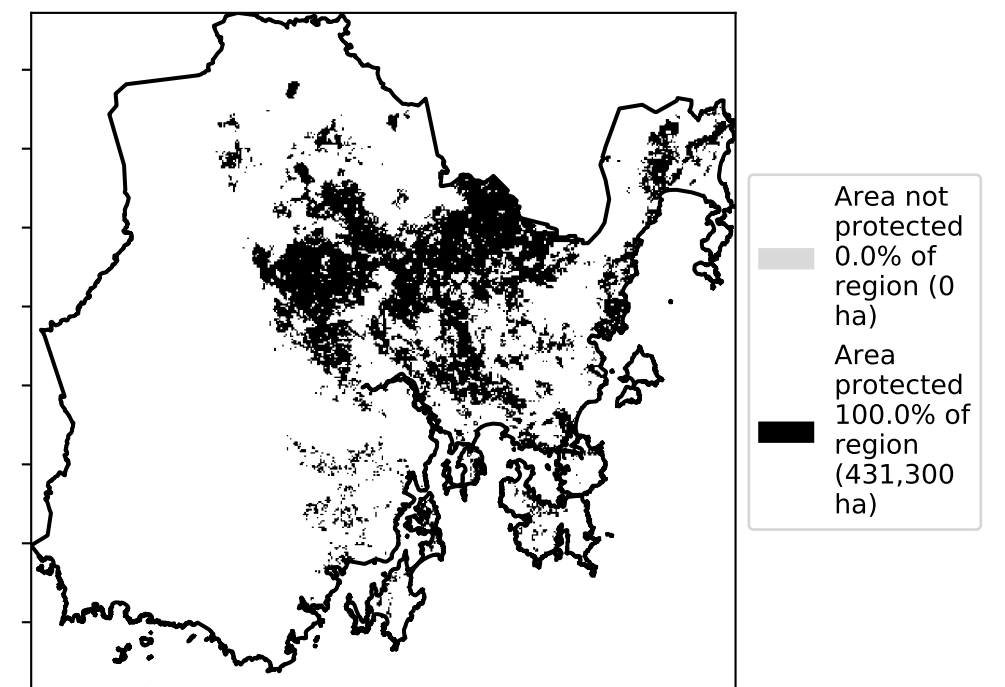 Area not
protected
0.0% of
region (0
ha)
Area
protected
100.0% of
region
(431,300
ha)